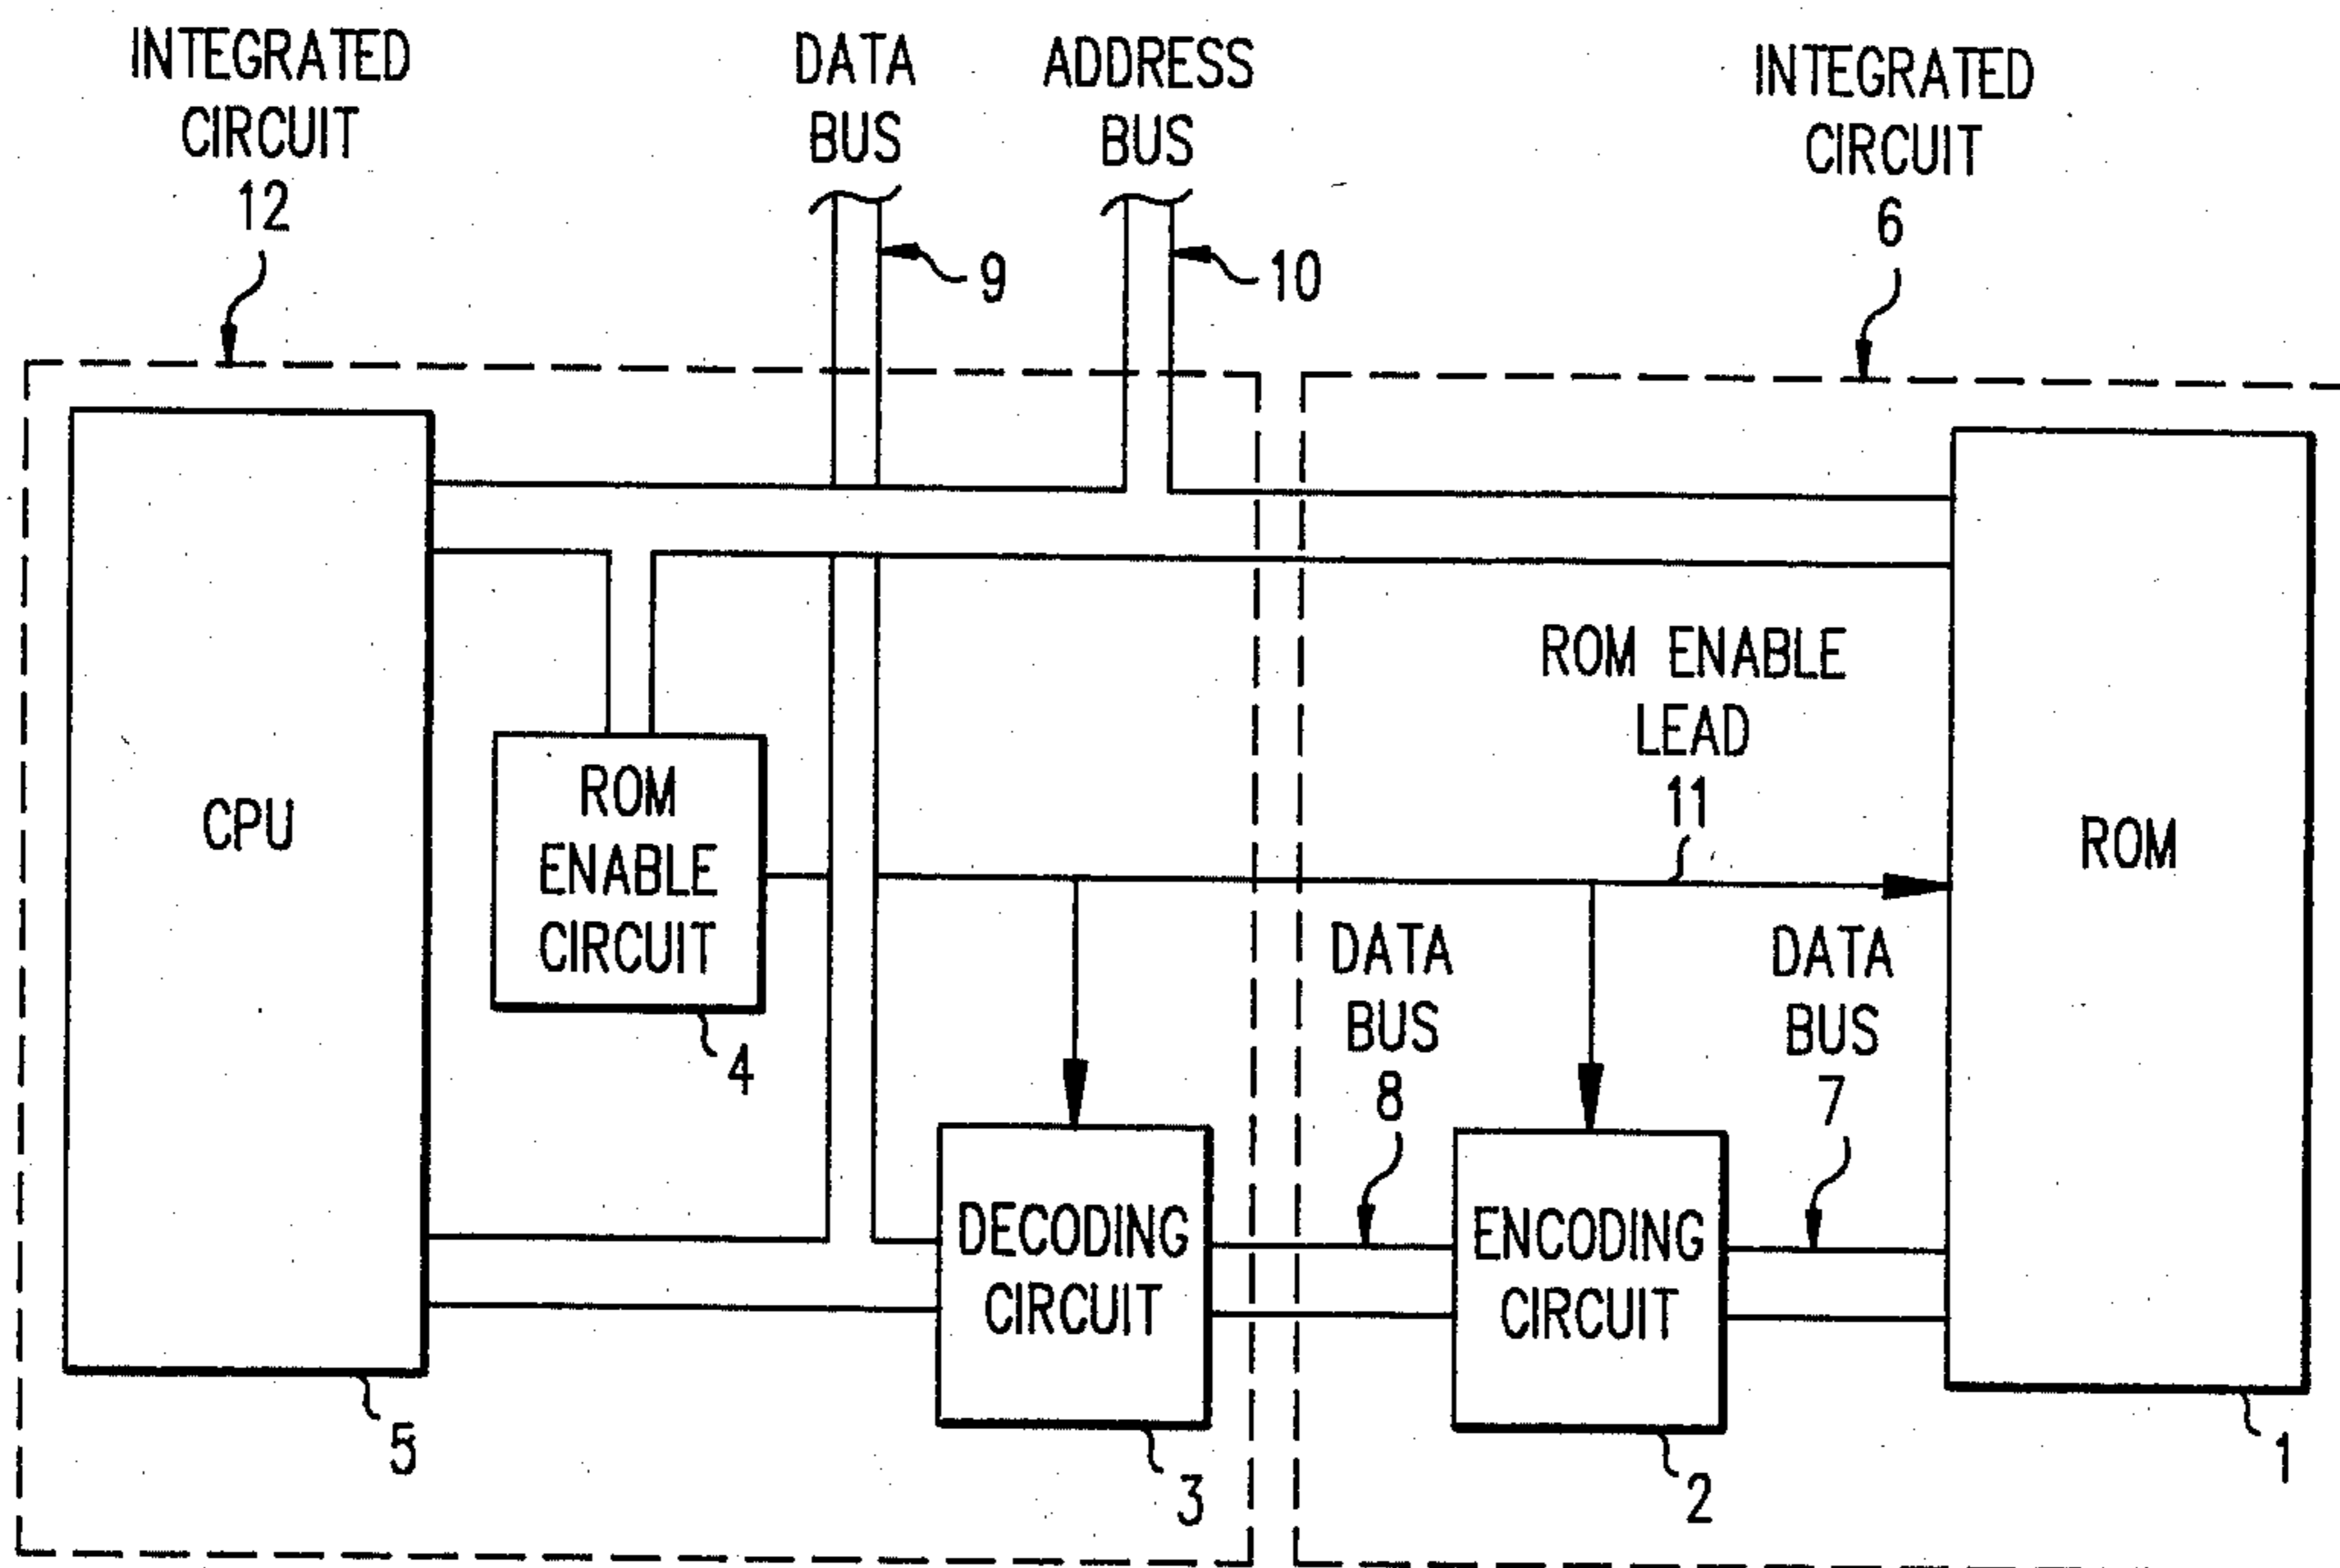 INTEGRATED
CIRCUIT
12
DATA
BUS
9
ADDRESS
BUS
10
INTEGRATED
CIRCUIT
6
CPU
5
ROM
ENABLE
CIRCUIT
4
ROM ENABLE
LEAD
11
ROM
1
DATA
BUS
8
DATA
BUS
7
DECODING
CIRCUIT
3
ENCODING
CIRCUIT
2